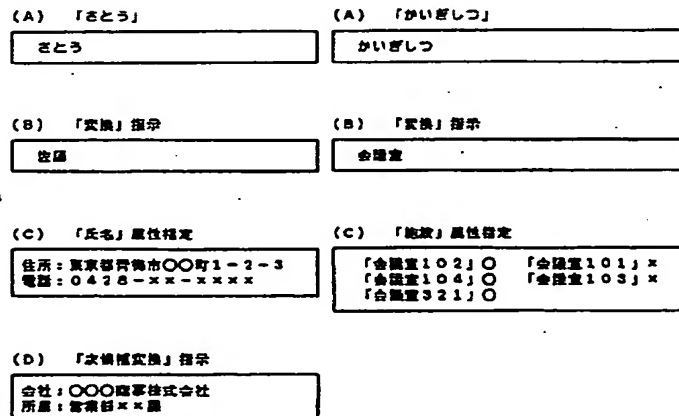 (A) 「さとう」
さとう
(B) 「変換」指示
佐藤
(C) 「氏名」属性指定
住所:東京都青梅市〇〇町1-2-3
電話:0428-××-××××
(D) 「次候補変換」指示
会社:〇〇〇商事株式会社
所属:営業部××課
(A) 「かいぎしつ」
かいぎしつ
(B) 「変換」指示
会議室
(C) 「施設」属性指定
「会議室102」〇 「会議室101」×
「会議室104」〇 「会議室103」×
「会議室321」〇